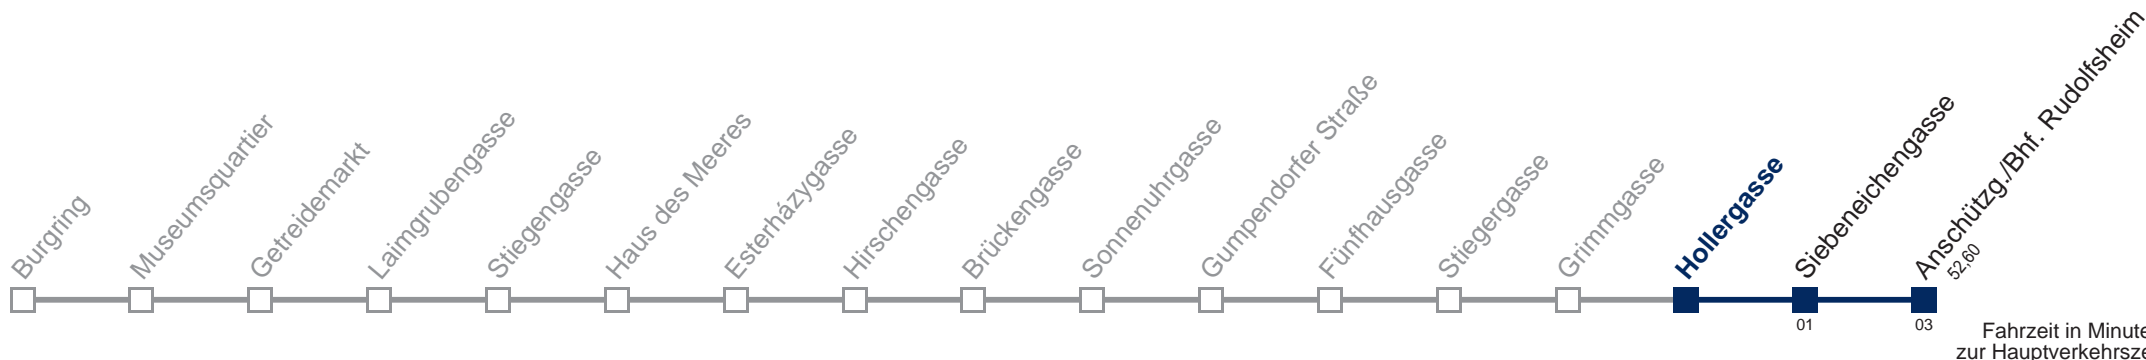 Burgring
Museumsquartier
Getreidemarkt
Laimgrubengasse
Stiegengasse
Haus des Meeres
Esterházygasse
Hirschengasse
Brückengasse
Sonnenuhrgasse
Gumpendorfer Straße
Fünfhausgasse
Stiegergasse
Grimmgasse
Hollergasse
Siebeneichengasse
Anschützg./Bhf. Rudolfsheim
52,60
01
03
Fahrzeit in Minute
zur Hauptverkehrsze